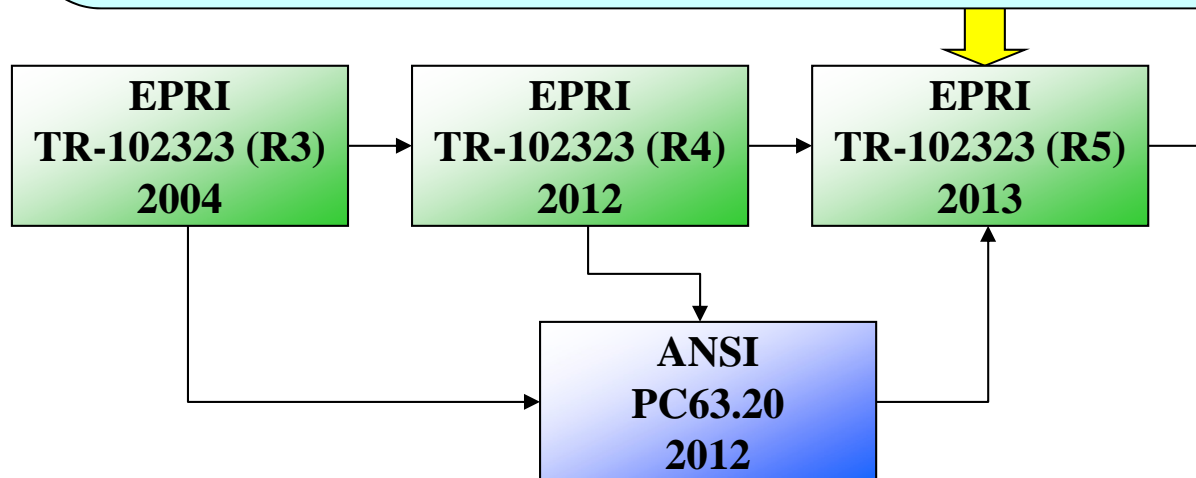 EPRI
TR-102323 (R3)
2004
EPRI
TR-102323 (R4)
2012
EPRI
TR-102323 (R5)
2013
ANSI
PC63.20
2012